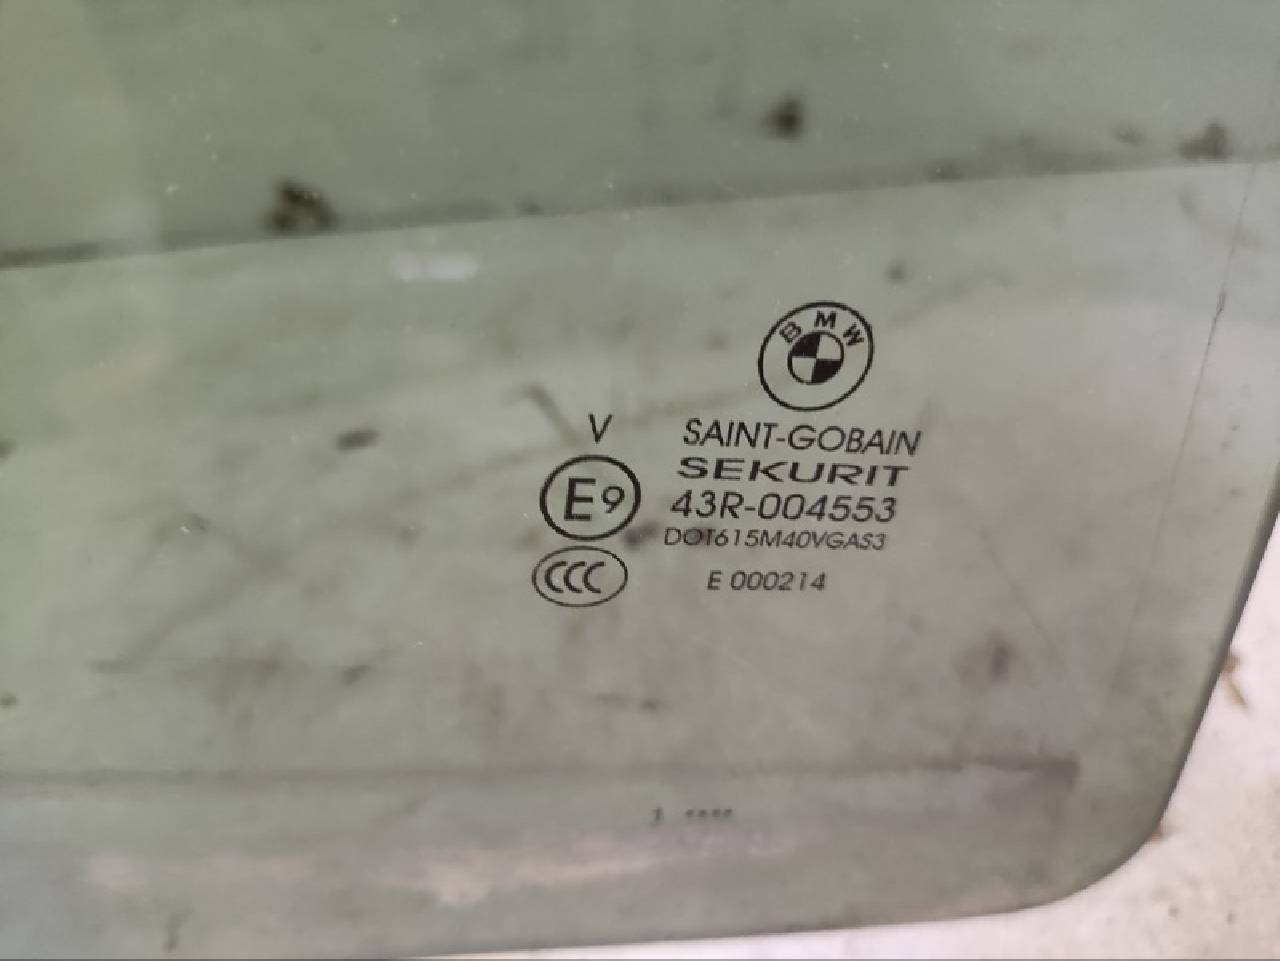 BMW
V
SAINT-GOBAIN
SEKURIT
E9
43R-004553
DOT615M40VGAS3
CCC
E 000214